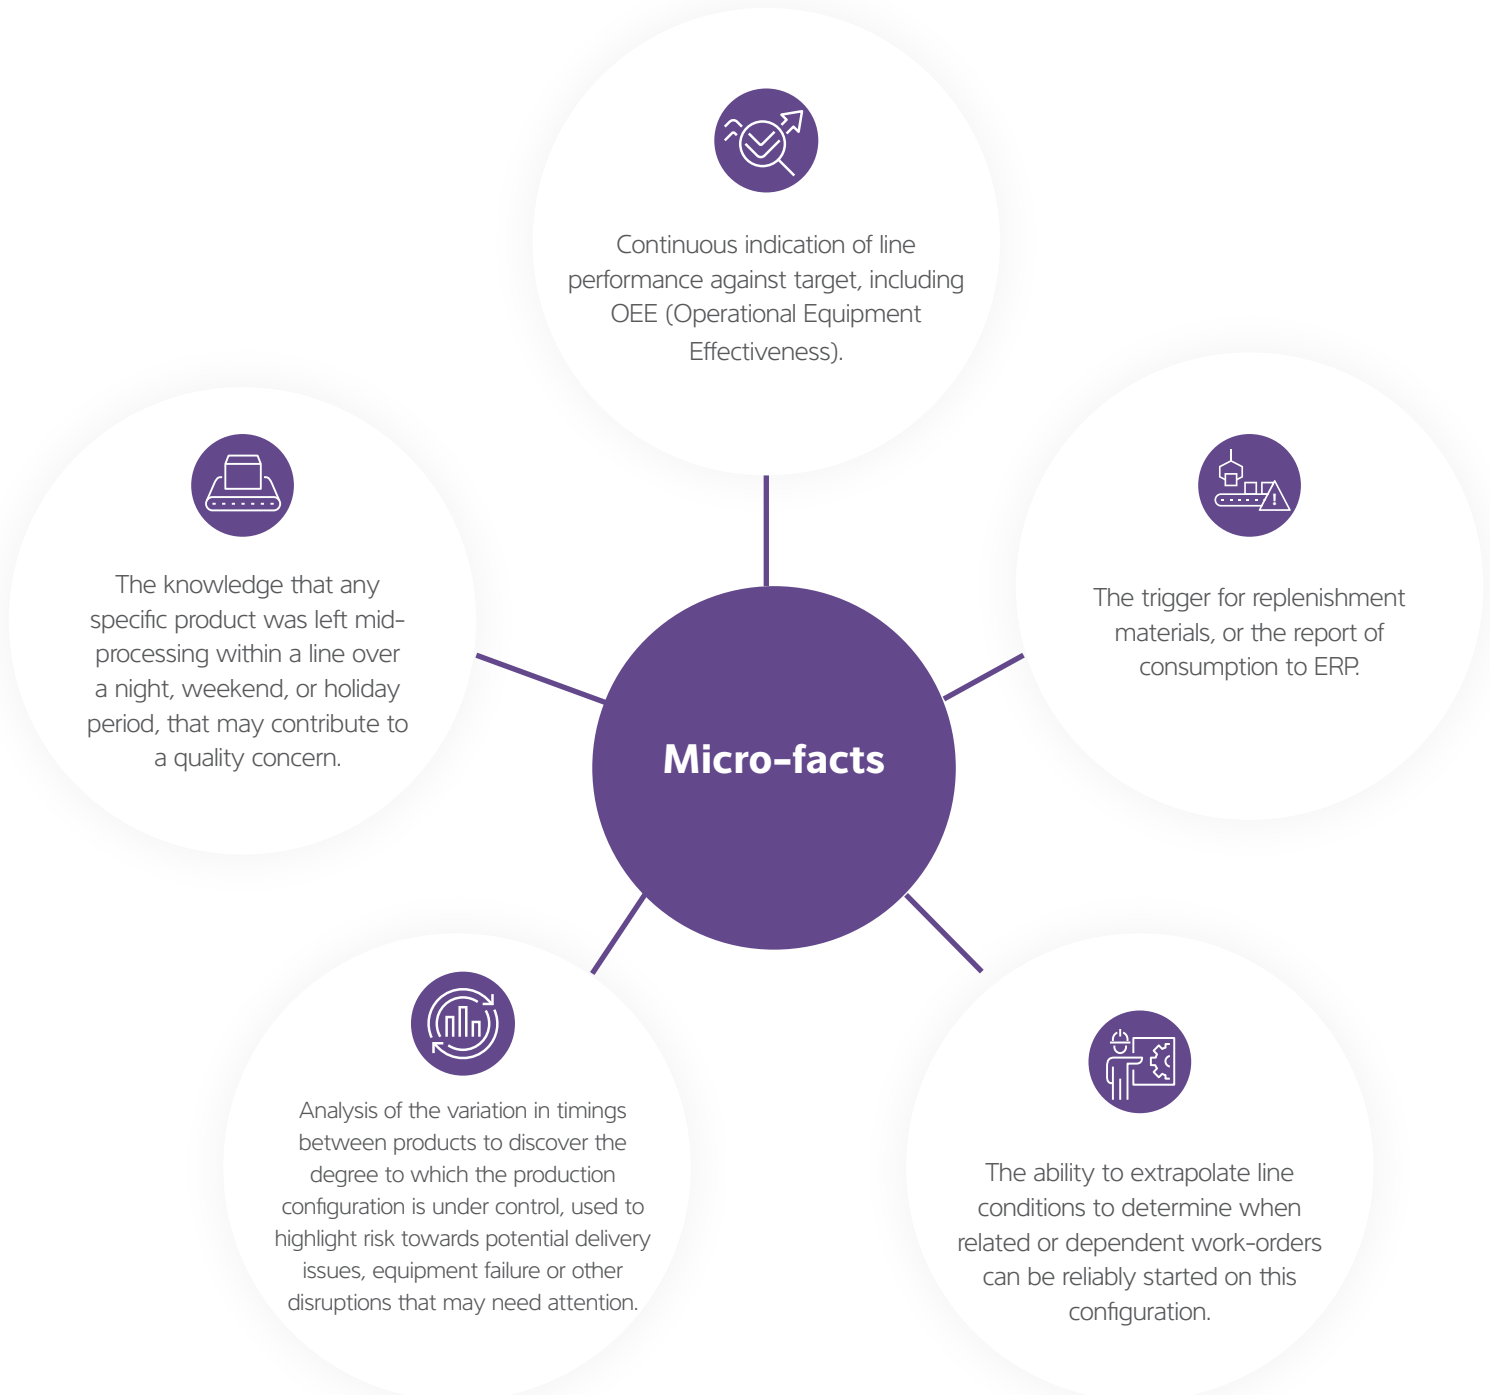 Continuous indication of line
performance against target, including
OEE (Operational Equipment
Effectiveness).
The knowledge that any
specific product was left mid-
processing within a line over
a night, weekend, or holiday
period, that may contribute to
a quality concern.
The trigger for replenishment
materials, or the report of
consumption to ERP.
Micro-facts
Analysis of the variation in timings
between products to discover the
degree to which the production
configuration is under control, used to
highlight risk towards potential delivery
issues, equipment failure or other
disruptions that may need attention.
The ability to extrapolate line
conditions to determine when
related or dependent work-orders
can be reliably started on this
configuration.